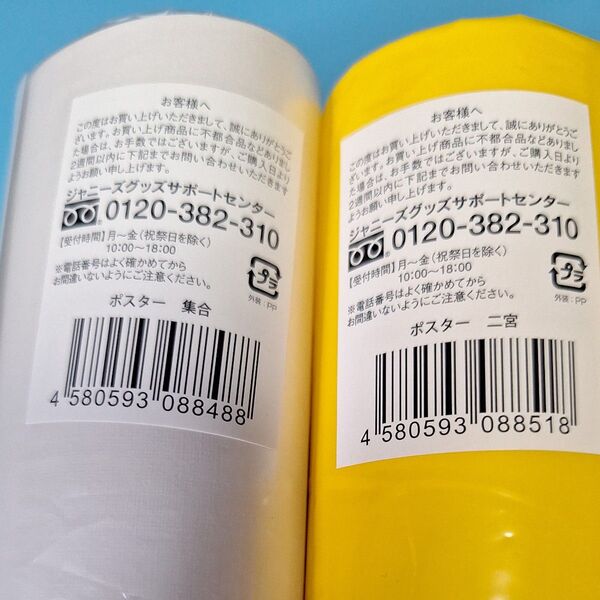 お客様へ
この度はお買い上げいただきまして、誠にありがとうご
ざいます。お買い上げ商品に不都合品などありまし
た場合は、お手数ではございますが、ご購入日より
2週間以内に下記までお問い合わせいただきます
ようお願い申し上げます。
ジャニーズグッズサポートセンター
0120-382-310
【受付時間】月～金(祝祭日を除く)
10:00～18:00
※電話番号はよく確かめてから
お間違いないようにご注意ください。
プラ
外装:PP
ポスター 集合
4 580593 088488
お客様へ
この度はお買い上げいただきまして、誠にありがとうご
ざいます。お買い上げ商品に不都合品などありまし
た場合は、お手数ではございますが、ご購入日より
2週間以内に下記までお問い合わせいただきます
ようお願い申し上げます。
ジャニーズグッズサポートセンター
0120-382-310
【受付時間】月～金(祝祭日を除く)
10:00～18:00
※電話番号はよく確かめてから
お間違いないようにご注意ください。
プラ
外装:PP
ポスター 二宮
4 580593 088518